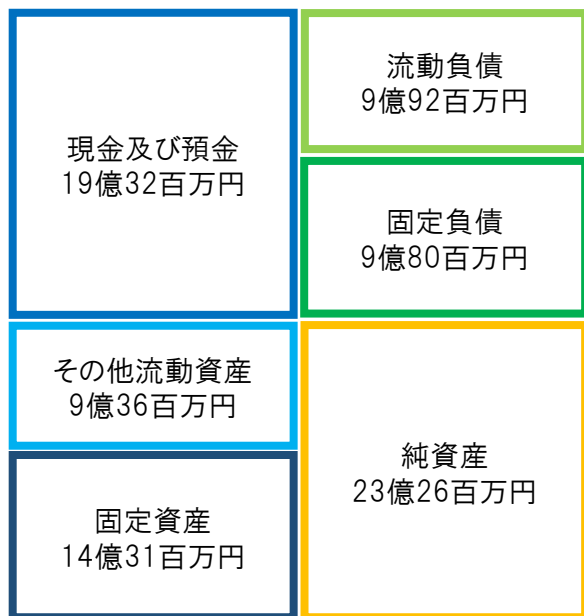 現金及び預金
19億32百万円
その他流動資産
9億36百万円
固定資産
14億31百万円
流動負債
9億92百万円
固定負債
9億80百万円
純資産
23億26百万円